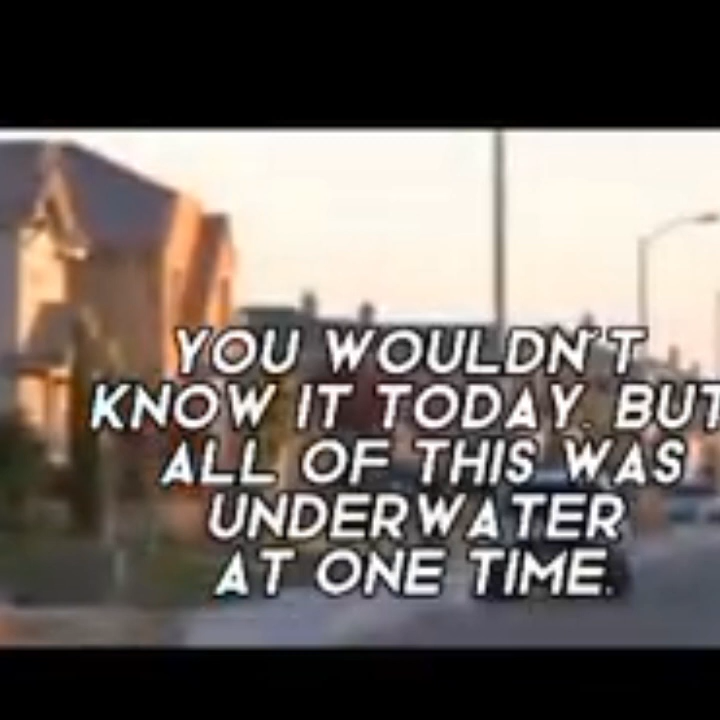 YOU WOULDN'T
KNOW IT TODAY, BUT
ALL OF THIS WAS
UNDERWATER
AT ONE TIME.